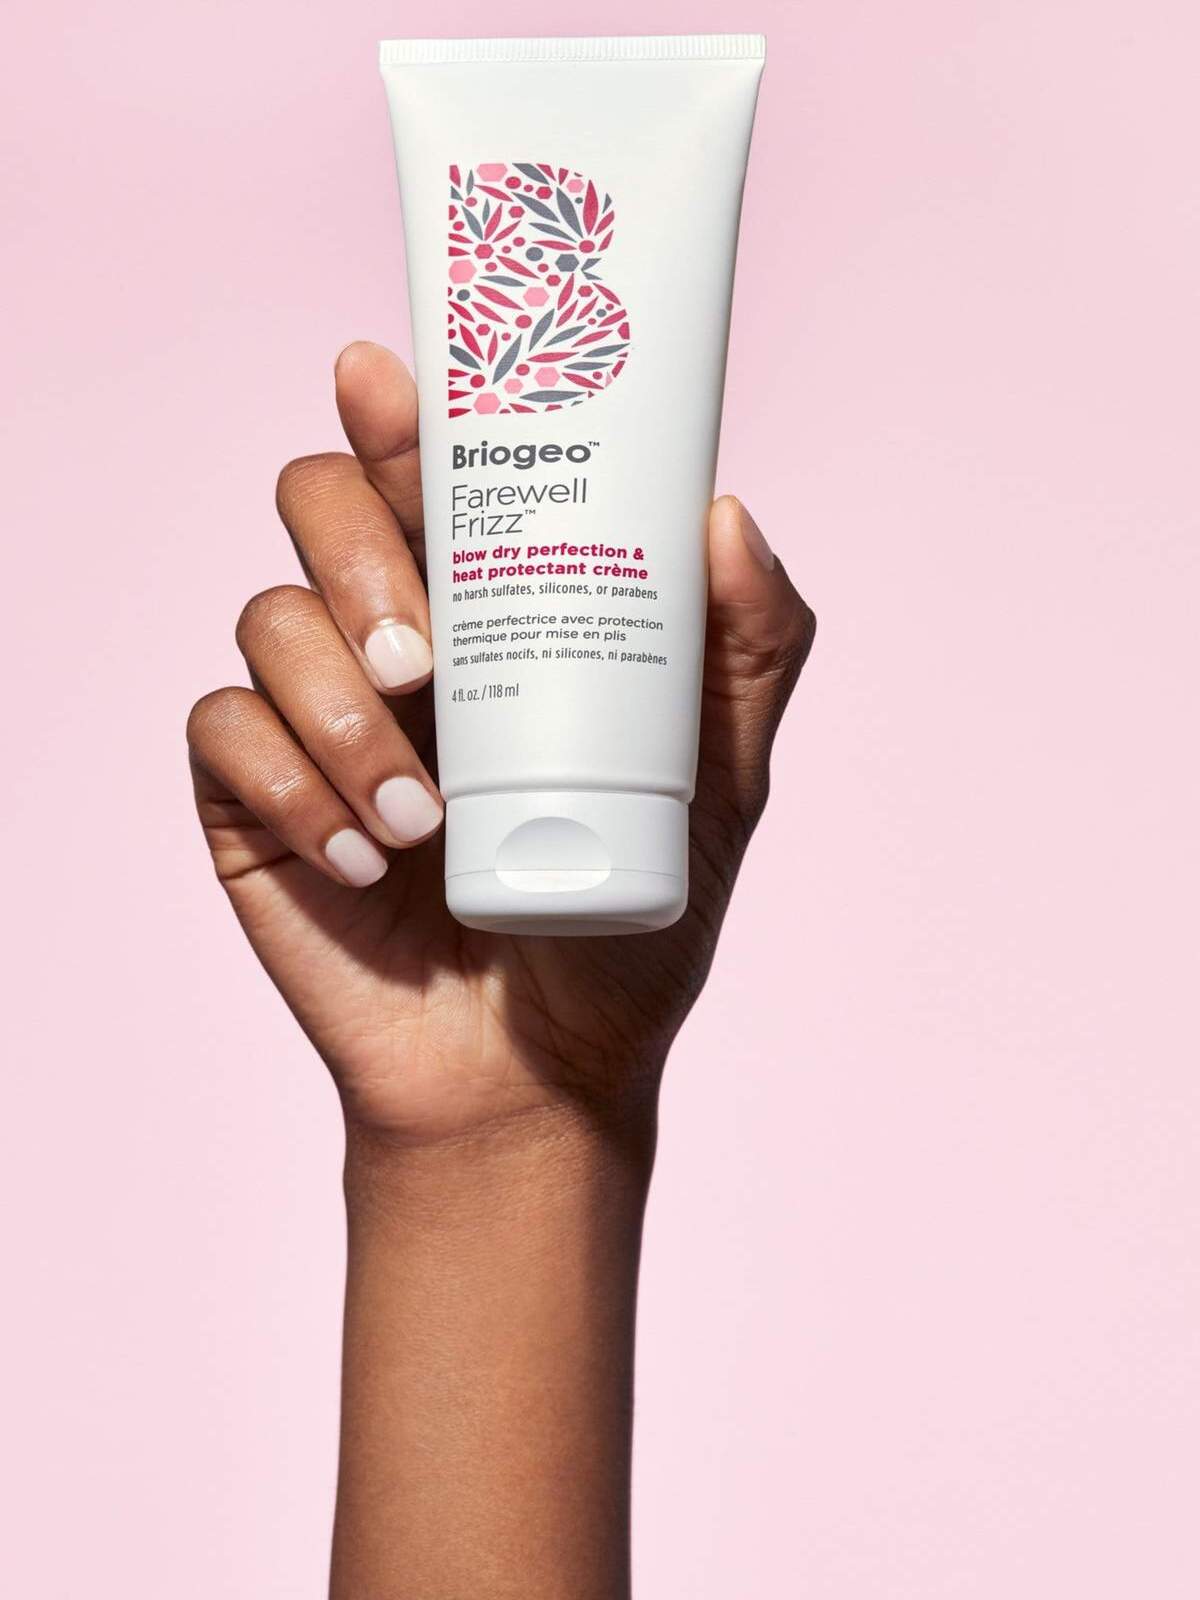 B
Briogeo™
Farewell
Frizz™
blow dry perfection &
heat protectant crème
no harsh sulfates, silicones, or parabens
crème perfectrice avec protection
thermique pour mise en plis
sans sulfates nocifs, ni silicones, ni parabènes
4 fl. oz. / 118 ml